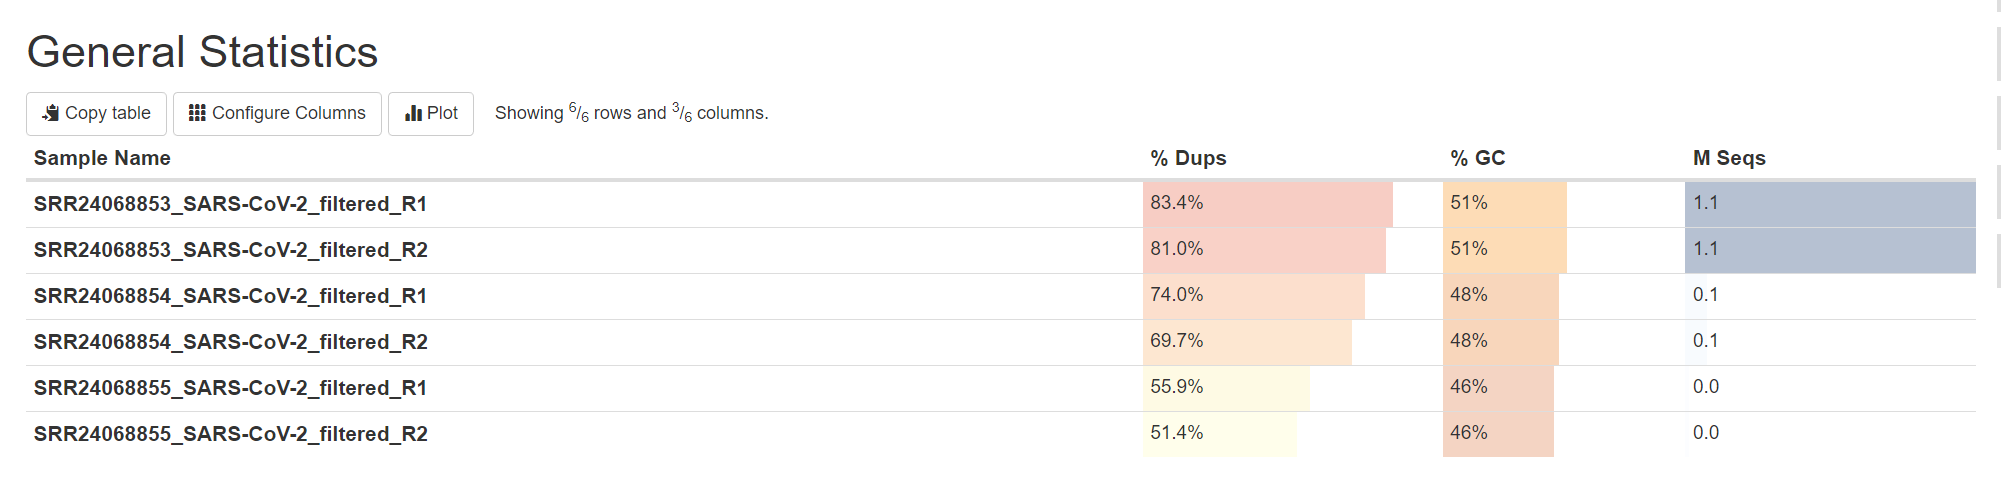 General Statistics
Copy table Configure Columns Plot Showing 6/6 rows and 3/6 columns.
Sample Name % Dups % GC M Seqs
SRR24068853_SARS-CoV-2_filtered_R1 83.4% 51% 1.1
SRR24068853_SARS-CoV-2_filtered_R2 81.0% 51% 1.1
SRR24068854_SARS-CoV-2_filtered_R1 74.0% 48% 0.1
SRR24068854_SARS-CoV-2_filtered_R2 69.7% 48% 0.1
SRR24068855_SARS-CoV-2_filtered_R1 55.9% 46% 0.0
SRR24068855_SARS-CoV-2_filtered_R2 51.4% 46% 0.0